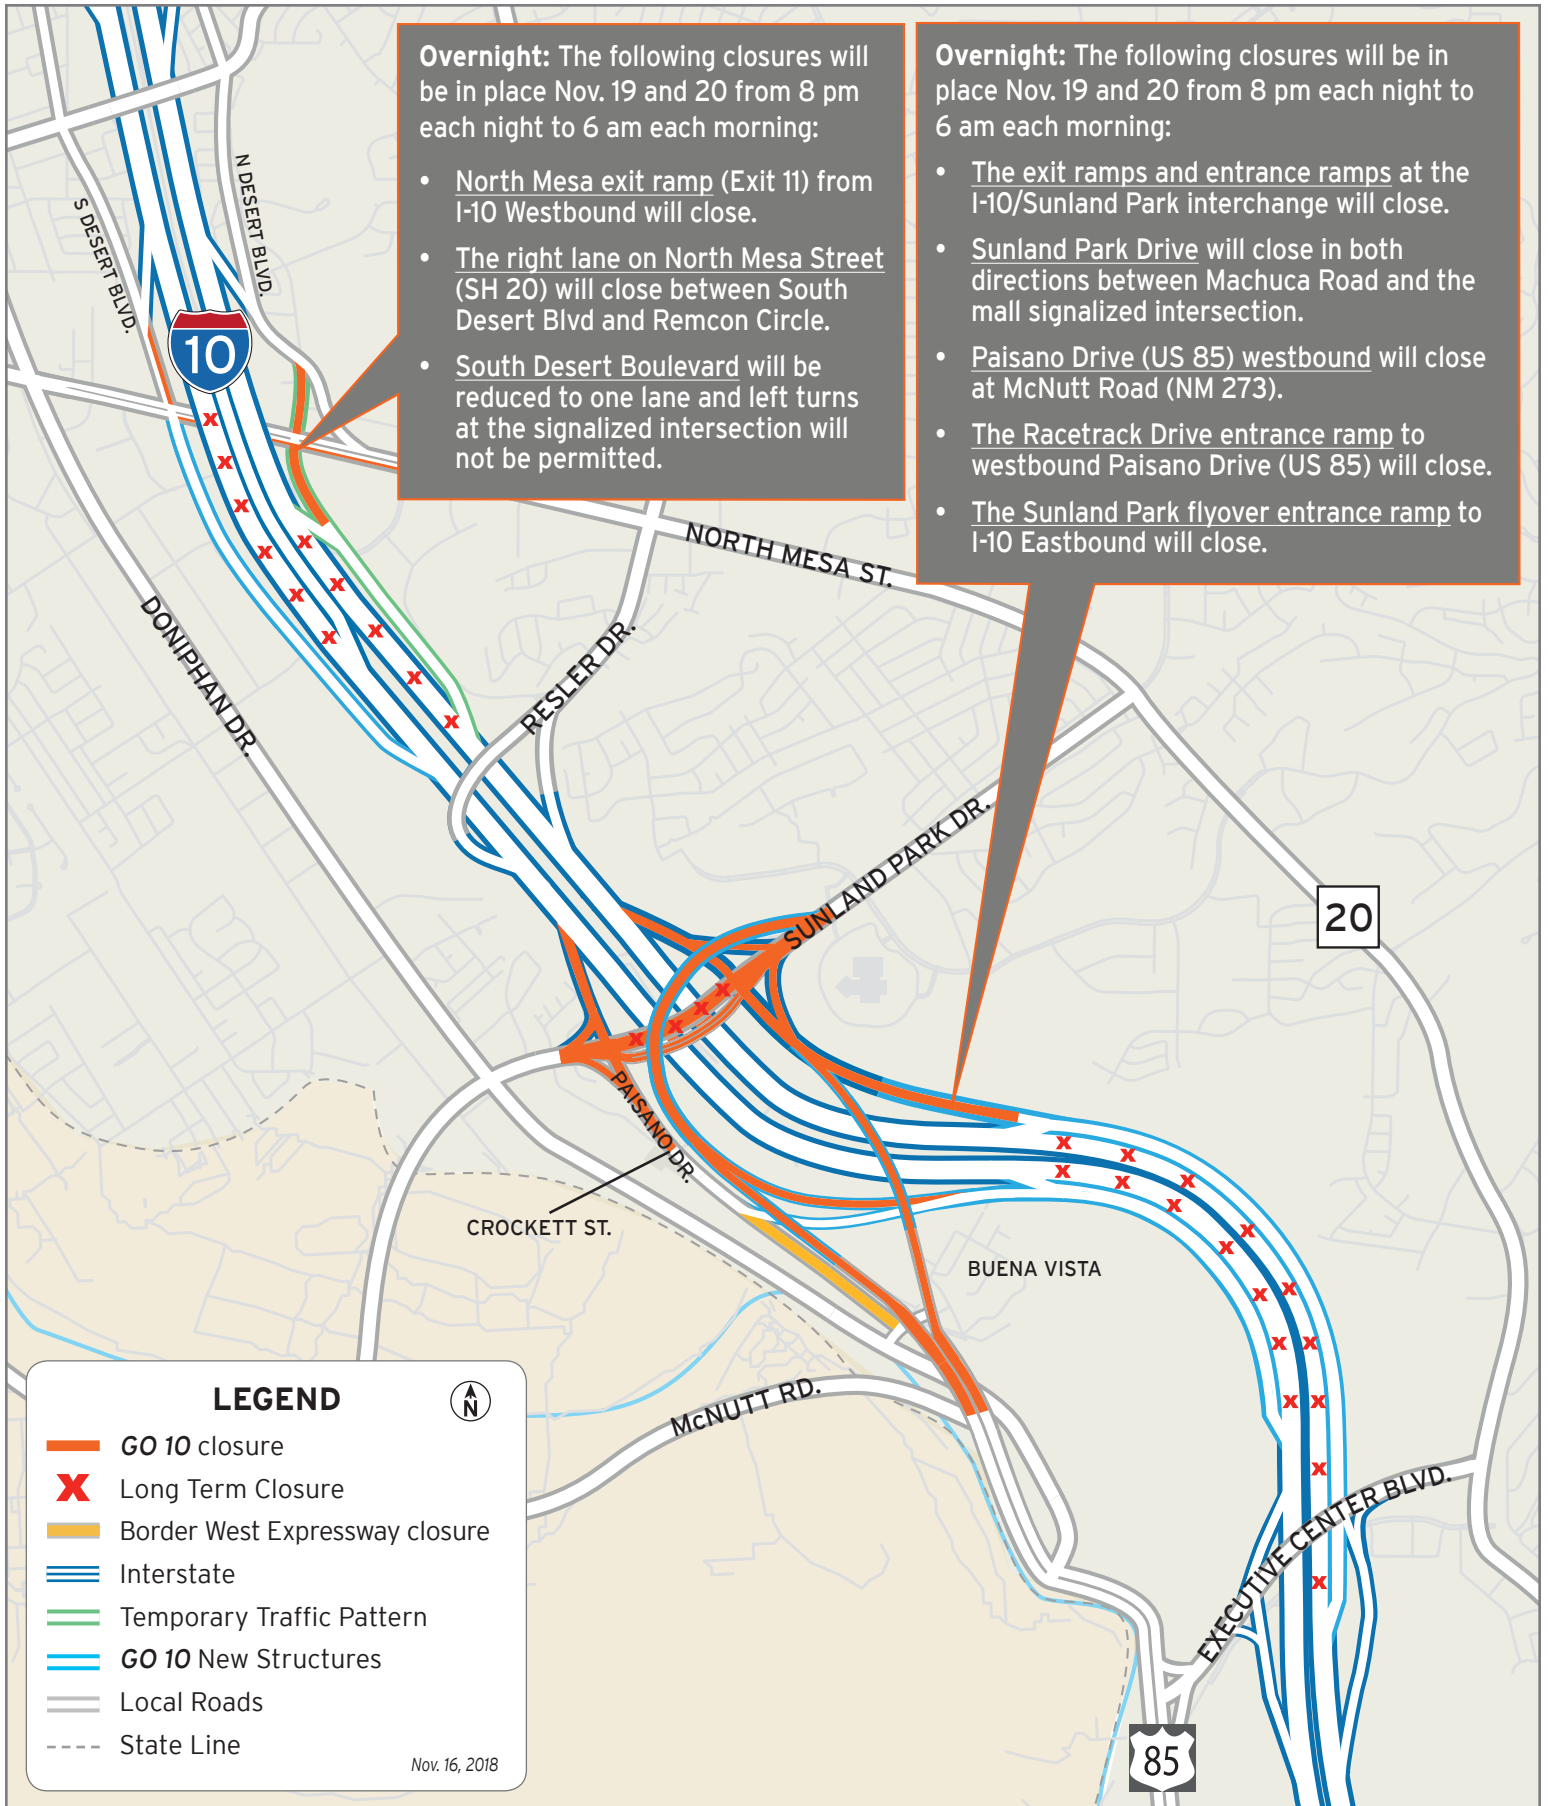 Overnight: The following closures will
be in place Nov. 19 and 20 from 8 pm
each night to 6 am each morning:
• North Mesa exit ramp (Exit 11) from
I-10 Westbound will close.
• The right lane on North Mesa Street
(SH 20) will close between South
Desert Blvd and Remcon Circle.
• South Desert Boulevard will be
reduced to one lane and left turns
at the signalized intersection will
not be permitted.
Overnight: The following closures will be in
place Nov. 19 and 20 from 8 pm each night to
6 am each morning:
• The exit ramps and entrance ramps at the
I-10/Sunland Park interchange will close.
• Sunland Park Drive will close in both
directions between Machuca Road and the
mall signalized intersection.
• Paisano Drive (US 85) westbound will close
at McNutt Road (NM 273).
• The Racetrack Drive entrance ramp to
westbound Paisano Drive (US 85) will close.
• The Sunland Park flyover entrance ramp to
I-10 Eastbound will close.
N DESERT BLVD.
S DESERT BLVD.
10
NORTH MESA ST.
DONIPHAN DR.
RESLER DR.
SUNLAND PARK DR.
20
PAISANO DR.
CROCKETT ST.
BUENA VISTA
McNUTT RD.
EXECUTIVE CENTER BLVD.
85
LEGEND
N
GO 10 closure
X Long Term Closure
Border West Expressway closure
Interstate
Temporary Traffic Pattern
GO 10 New Structures
Local Roads
State Line
Nov. 16, 2018